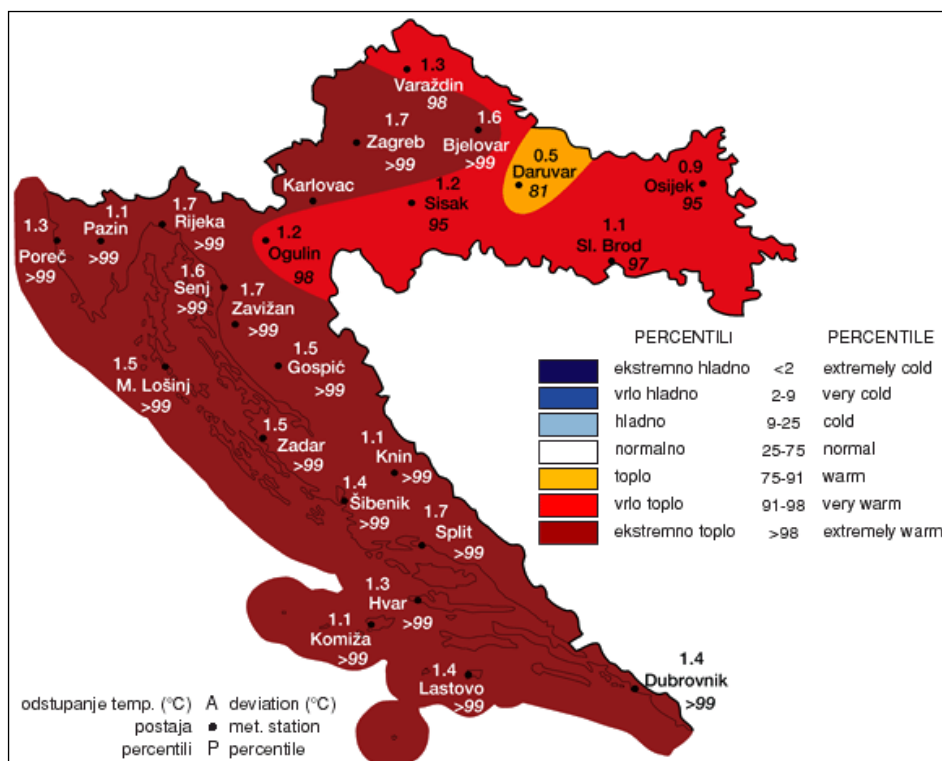 1.3
Varaždin
98
1.7
Zagreb
>99
1.6
Bjelovar
>99
0.5
Daruvar
81
0.9
Osijek
95
Karlovac
1.2
Sisak
95
1.1
Sl. Brod
97
1.2
Ogulin
98
1.3
Poreč
>99
1.1
Pazin
>99
1.7
Rijeka
>99
1.6
Senj
>99
1.7
Zavižan
>99
1.5
Gospić
>99
1.5
M. Lošinj
>99
1.5
Zadar
>99
1.1
Knin
>99
1.4
Šibenik
>99
1.7
Split
>99
1.3
Hvar
>99
1.1
Komiža
>99
1.4
Lastovo
>99
1.4
Dubrovnik
>99
PERCENTILI PERCENTILE
ekstremno hladno <2 extremely cold
vrlo hladno 2-9 very cold
hladno 9-25 cold
normalno 25-75 normal
toplo 75-91 warm
vrlo toplo 91-98 very warm
ekstremno toplo >98 extremely warm
odstupanje temp. (°C) A deviation (°C)
postaja met. station
percentili P percentile